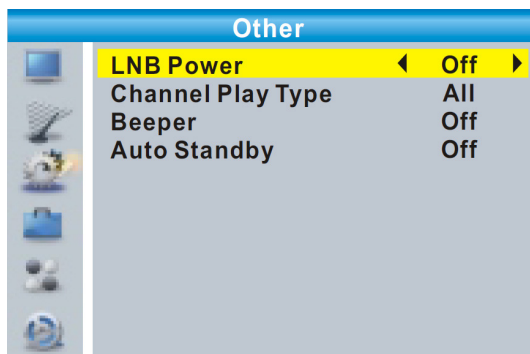 Other
LNB Power Off
Channel Play Type All
Beeper Off
Auto Standby Off